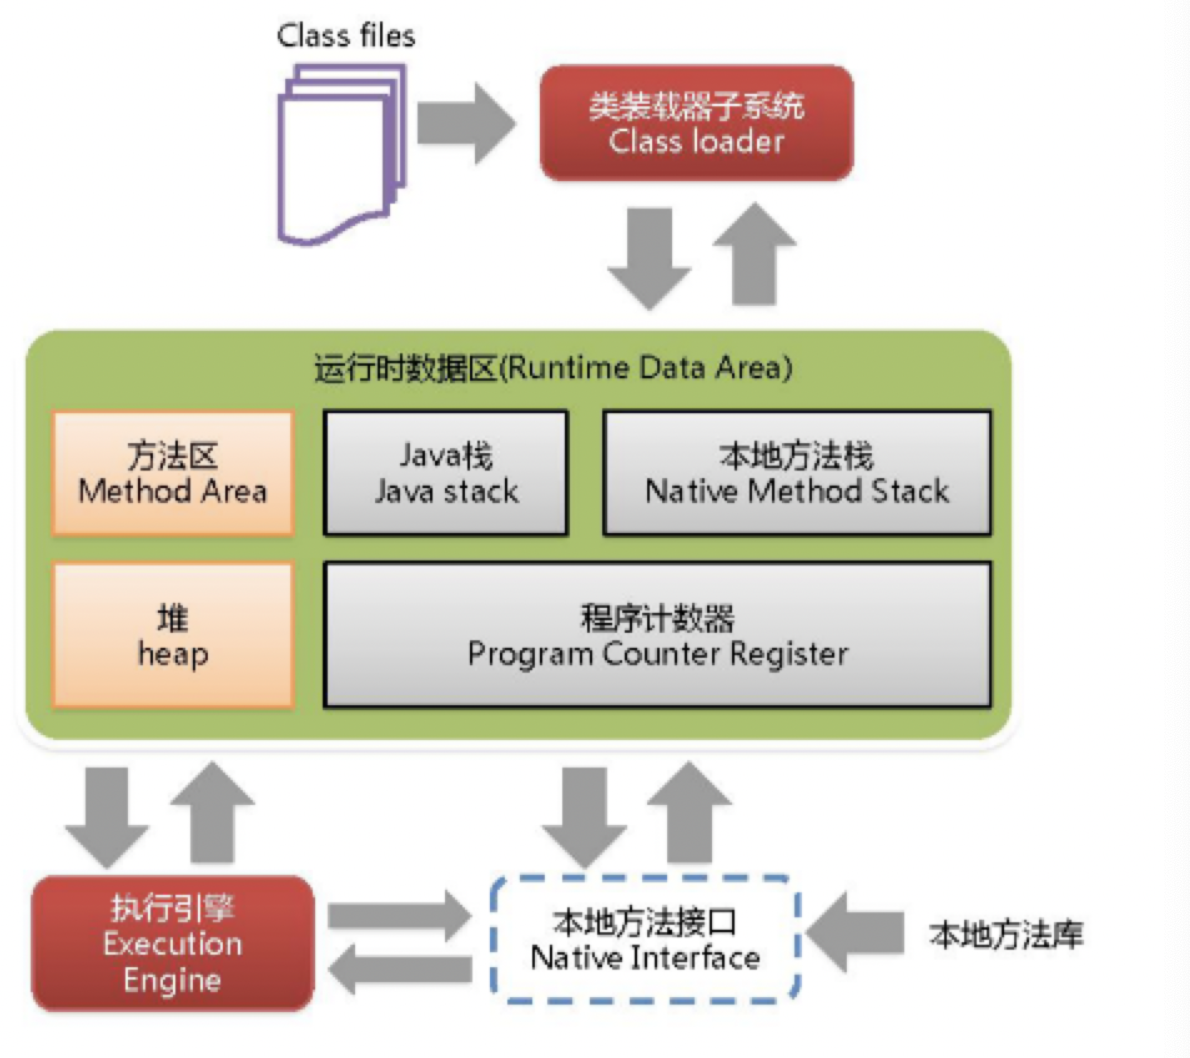 Class files
类装载器子系统
Class loader
运行时数据区(Runtime Data Area)
方法区
Method Area
Java栈
Java stack
本地方法栈
Native Method Stack
堆
heap
程序计数器
Program Counter Register
执行引擎
Execution
Engine
本地方法接口
Native Interface
本地方法库